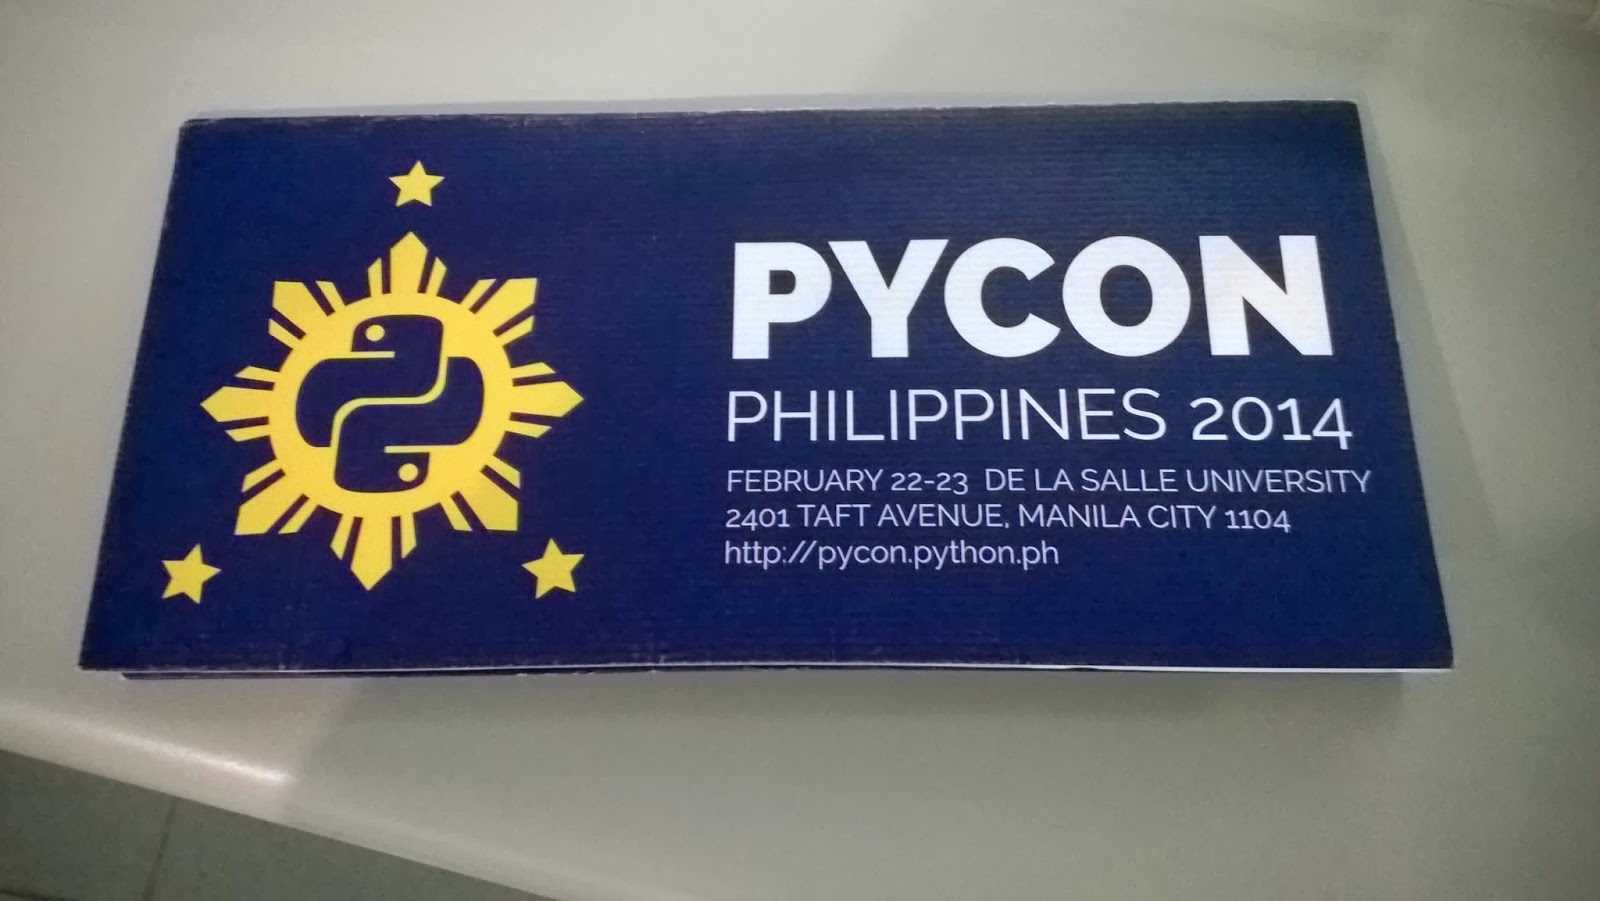 PYCON
PHILIPPINES 2014
FEBRUARY 22-23 DE LA SALLE UNIVERSITY
2401 TAFT AVENUE, MANILA CITY 1104
http://pycon.python.ph